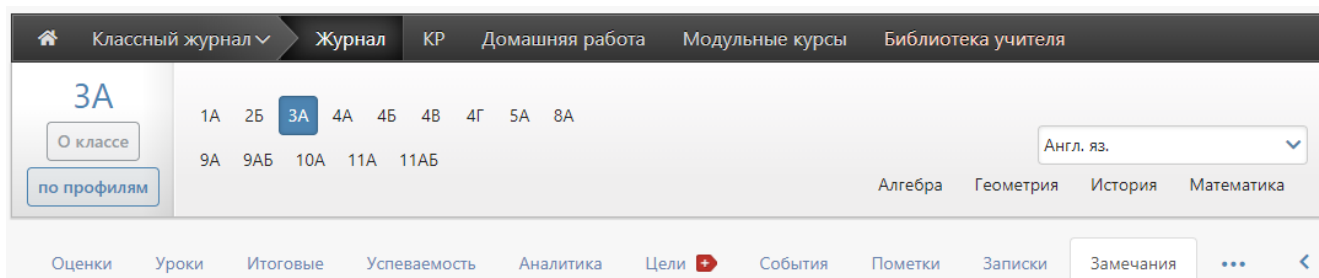 Классный журнал Журнал КР Домашняя работа Модульные курсы Библиотека учителя
3А
О классе
по профилям
1А 2Б 3А 4А 4Б 4В 4Г 5А 8А
9А 9АБ 10А 11А 11АБ
Англ. яз.
Алгебра Геометрия История Математика
Оценки Уроки Итоговые Успеваемость Аналитика Цели + События Пометки Записки Замечания •••